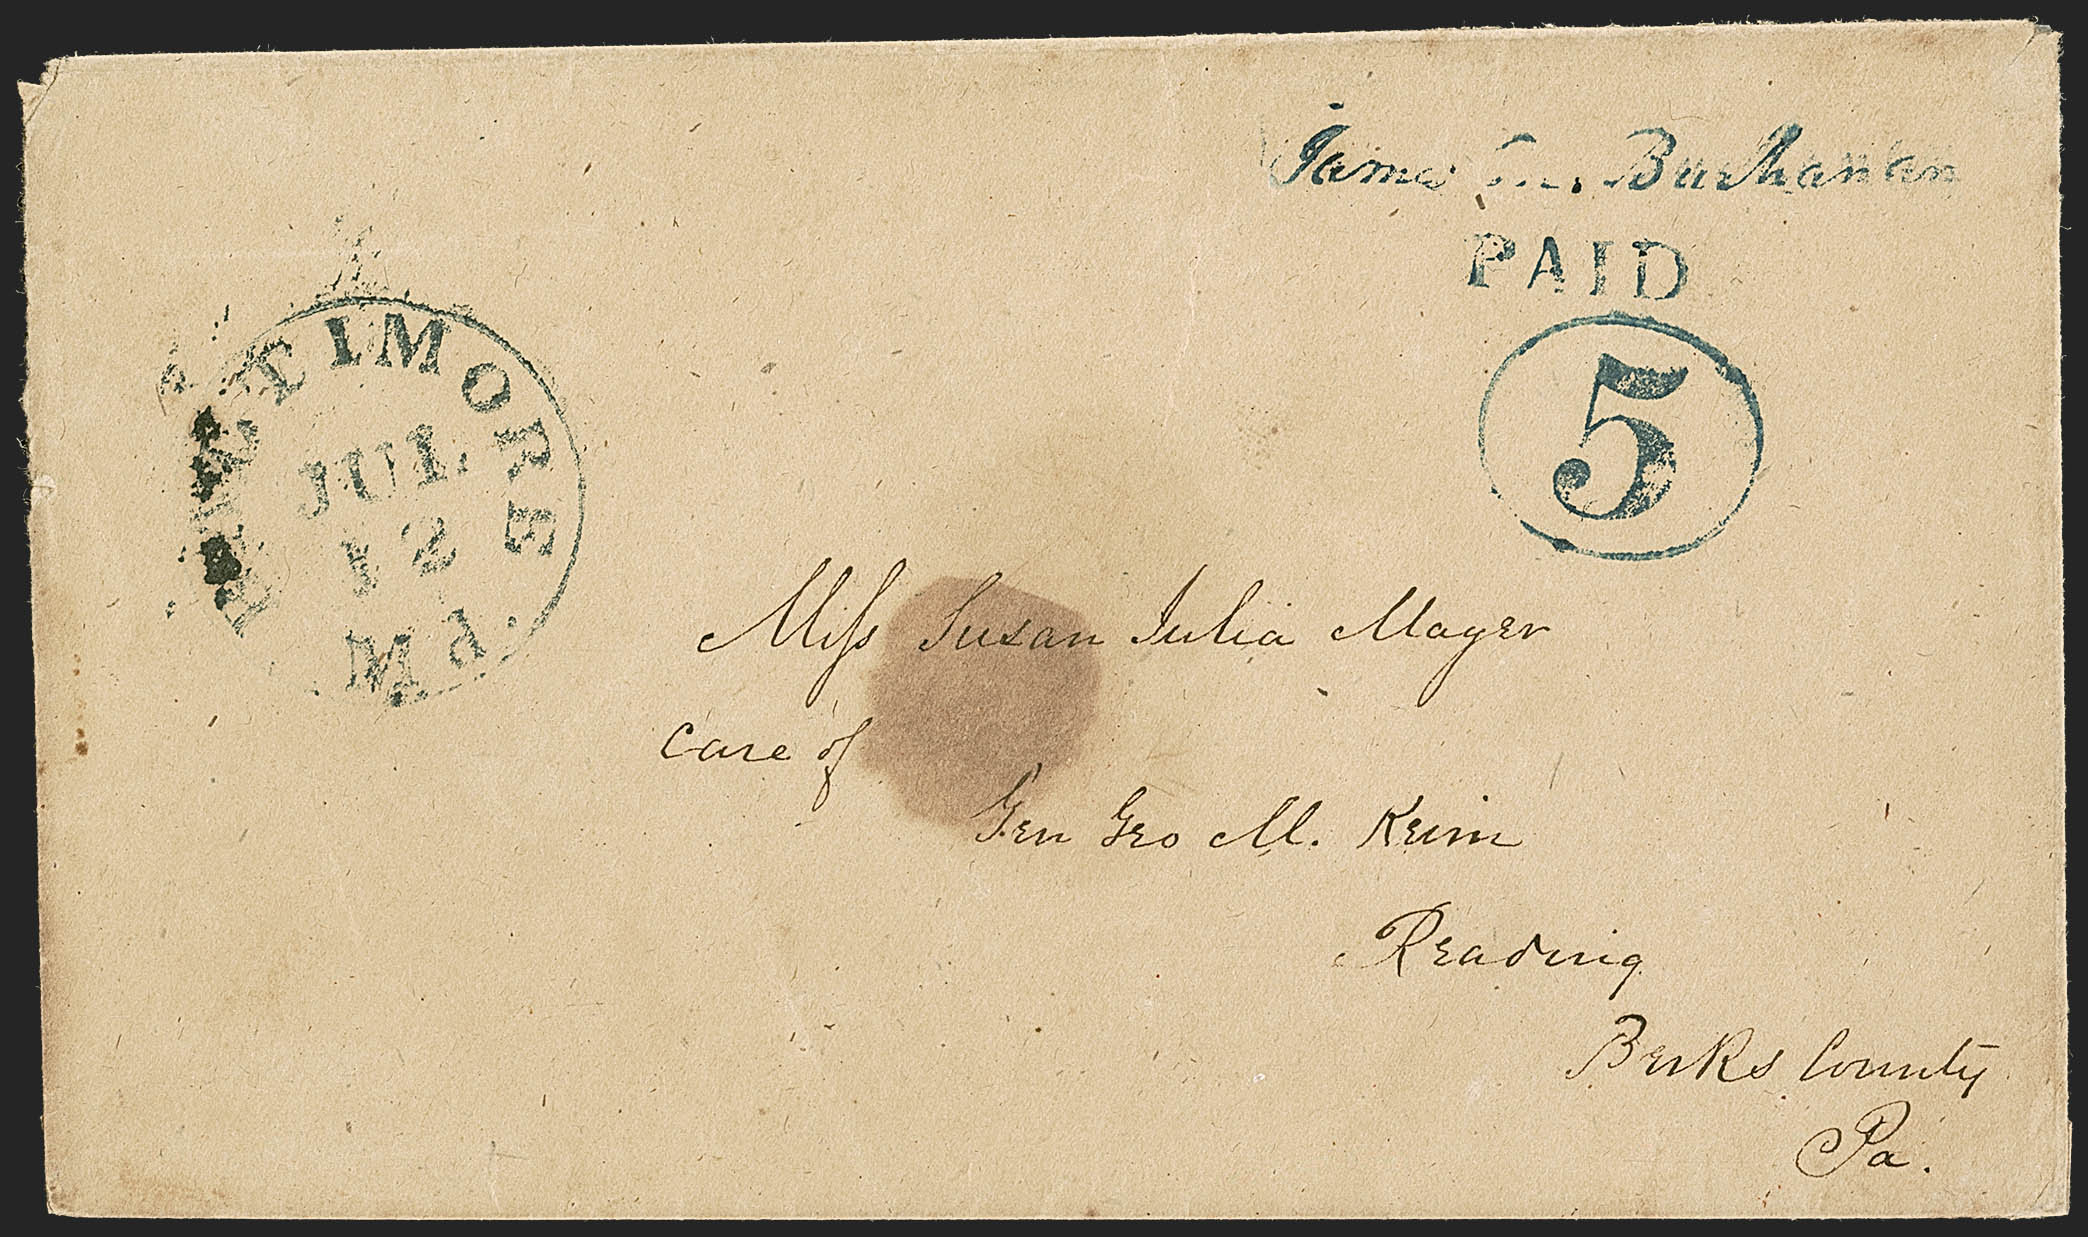 James M. Buchanan
PAID
5
BALTIMORE
JUL
12
Md.
Miss Susan Julia Mayer
care of
Gen Geo M. Keim
Reading
Berks County
Pa.